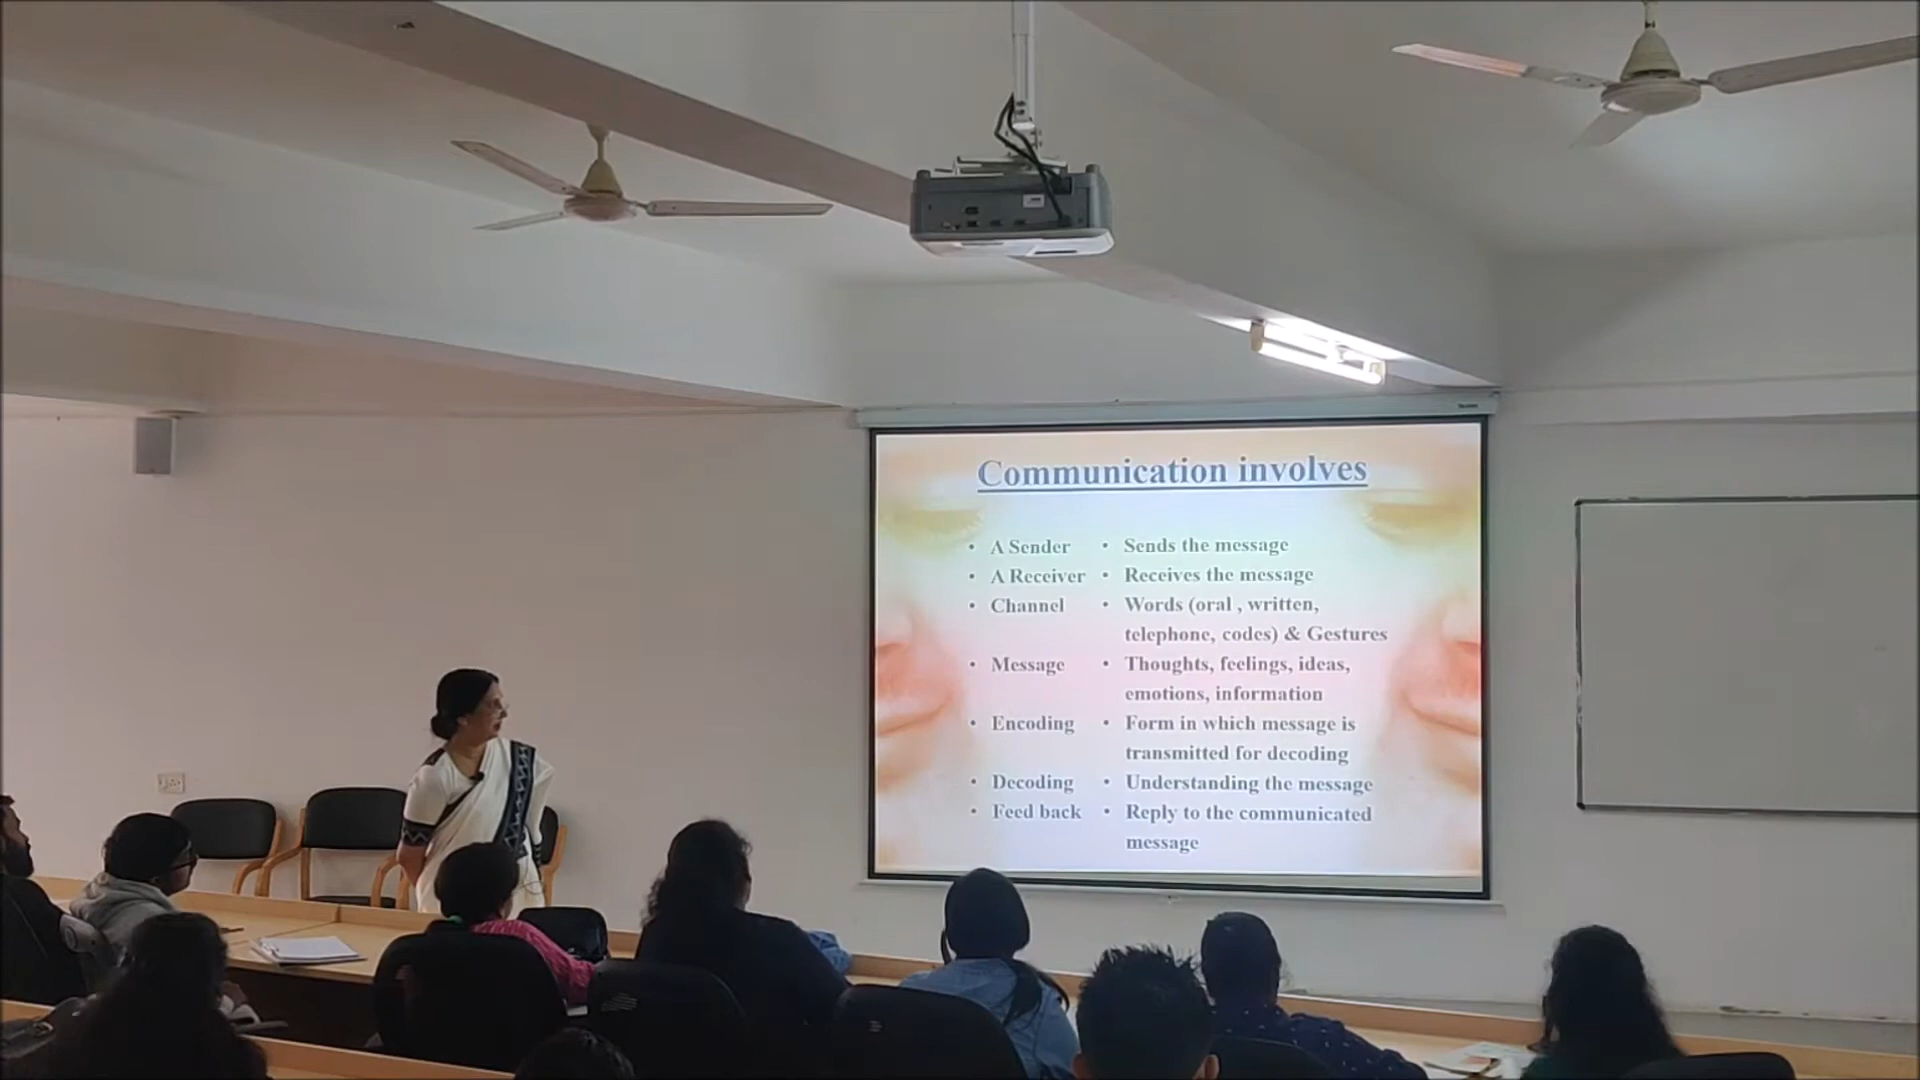 Communication involves
• A Sender • Sends the message
• A Receiver • Receives the message
• Channel • Words (oral , written,
telephone, codes) & Gestures
• Message • Thoughts, feelings, ideas,
emotions, information
• Encoding • Form in which message is
transmitted for decoding
• Decoding • Understanding the message
• Feed back • Reply to the communicated
message